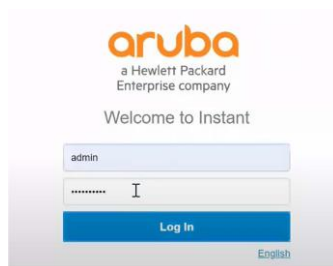 aruba
a Hewlett Packard
Enterprise company
Welcome to Instant
admin
••••••••••
Log In
English